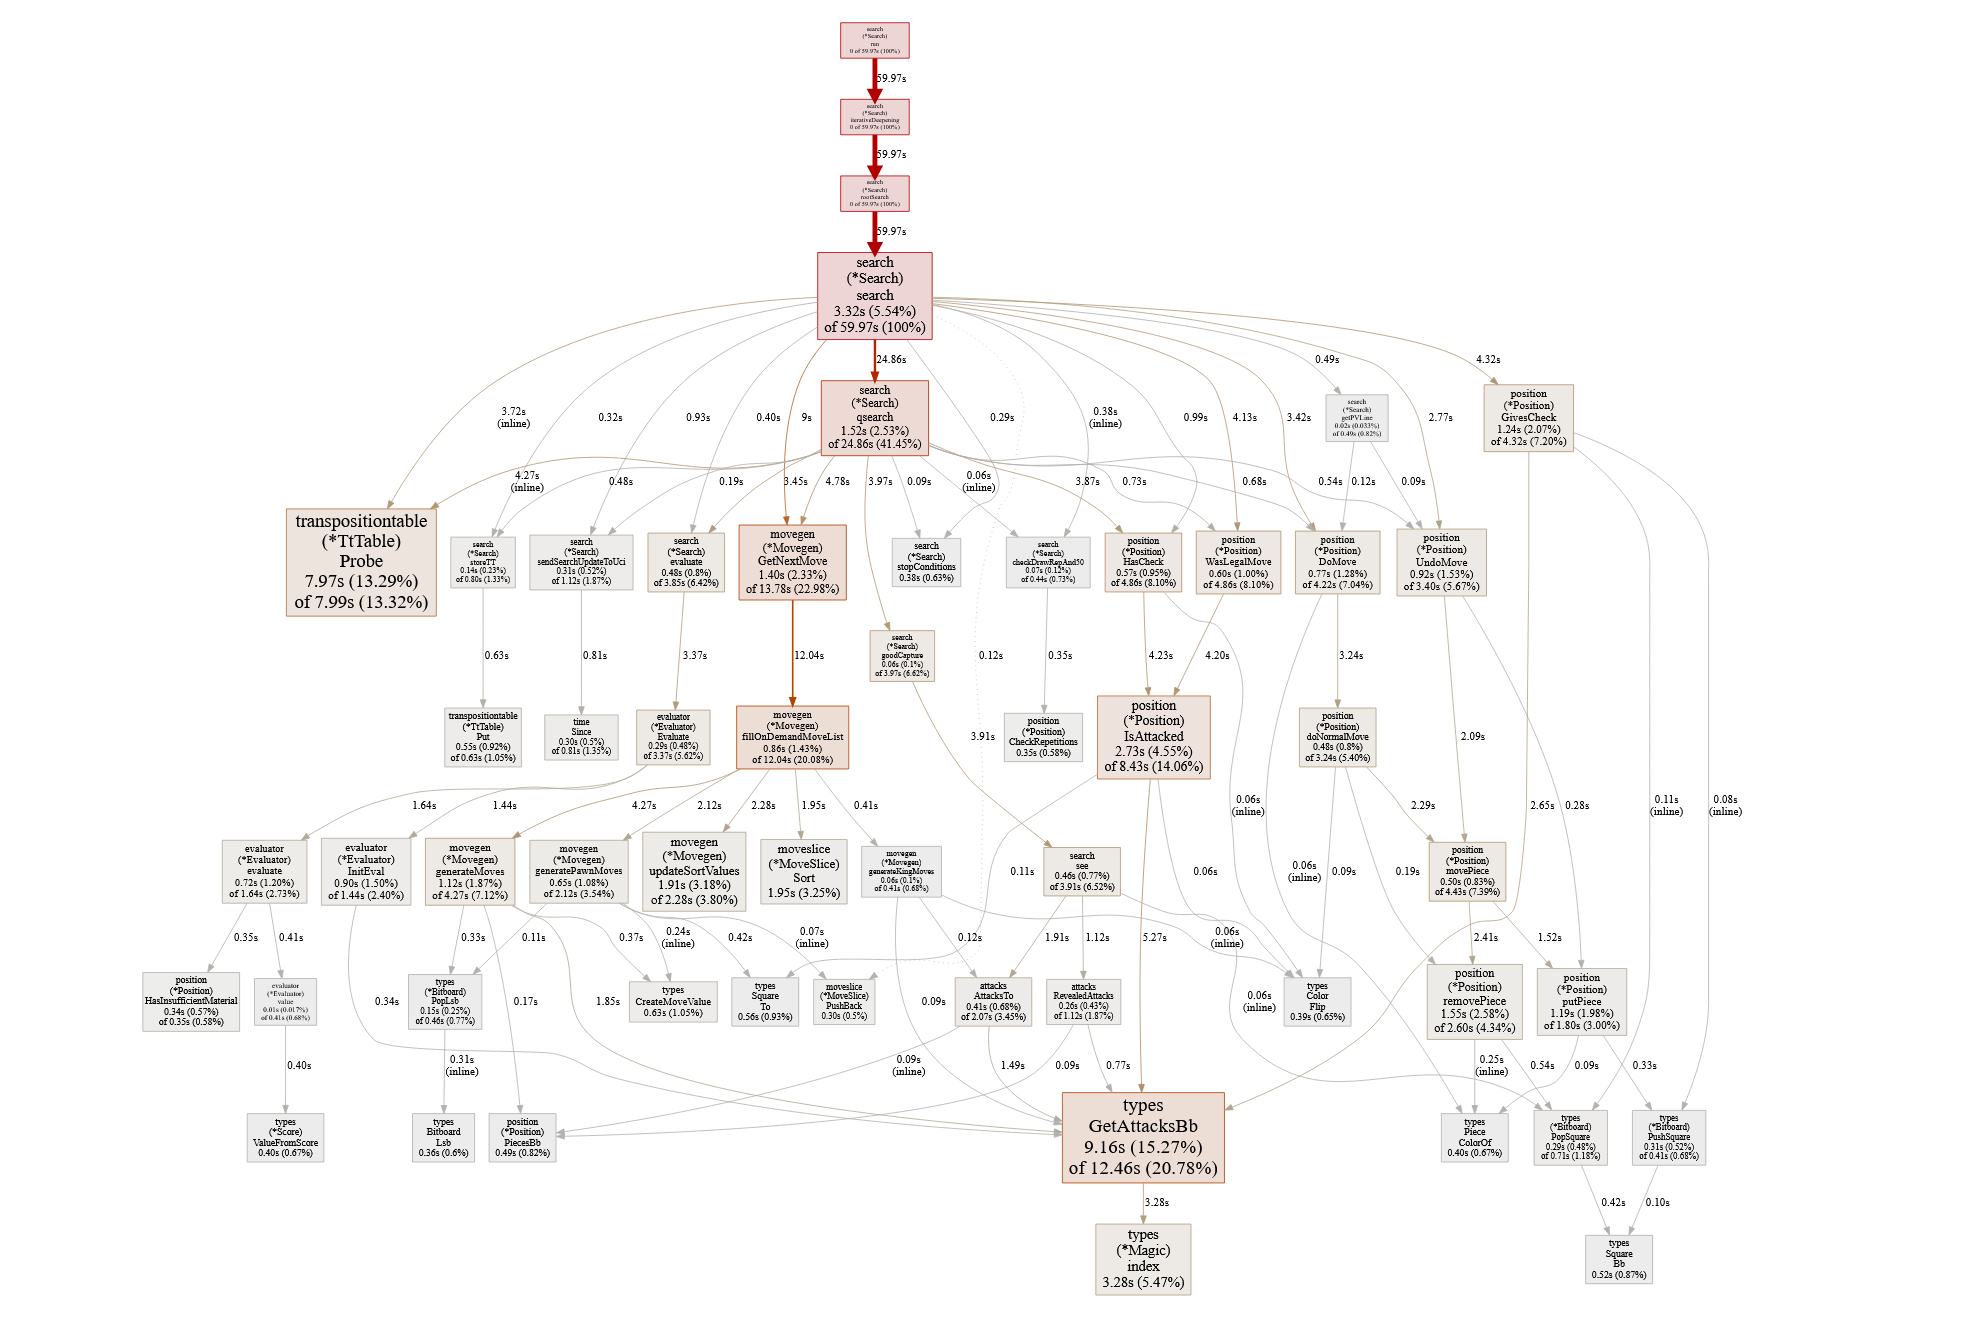 search
(*Search)
run
0 of 59.97s (100%)
59.97s
search
(*Search)
iterativeDeepening
0 of 59.97s (100%)
59.97s
search
(*Search)
rootSearch
0 of 59.97s (100%)
59.97s
search
(*Search)
search
3.32s (5.54%)
of 59.97s (100%)
3.72s
(inline)
0.32s
0.93s
0.40s
9s
24.86s
0.29s
0.38s
(inline)
0.99s
4.13s
3.42s
0.49s
2.77s
4.32s
search
(*Search)
qsearch
1.52s (2.53%)
of 24.86s (41.45%)
search
(*Search)
getPVLine
0.02s (0.033%)
of 0.49s (0.82%)
position
(*Position)
GivesCheck
1.24s (2.07%)
of 4.32s (7.20%)
4.27s
(inline)
0.48s
0.19s
3.45s
4.78s
3.97s
0.09s
0.06s
(inline)
3.87s
0.73s
0.68s
0.12s
0.54s
0.09s
transpositiontable
(*TtTable)
Probe
7.97s (13.29%)
of 7.99s (13.32%)
search
(*Search)
storeTT
0.14s (0.23%)
of 0.80s (1.33%)
search
(*Search)
sendSearchUpdateToUci
0.31s (0.52%)
of 1.12s (1.87%)
search
(*Search)
evaluate
0.48s (0.8%)
of 3.85s (6.42%)
movegen
(*Movegen)
GetNextMove
1.40s (2.33%)
of 13.78s (22.98%)
search
(*Search)
stopConditions
0.38s (0.63%)
search
(*Search)
checkDrawRepAnd50
0.07s (0.12%)
of 0.44s (0.73%)
position
(*Position)
HasCheck
0.57s (0.95%)
of 4.86s (8.10%)
position
(*Position)
WasLegalMove
0.60s (1.00%)
of 4.86s (8.10%)
position
(*Position)
DoMove
0.77s (1.28%)
of 4.22s (7.04%)
position
(*Position)
UndoMove
0.92s (1.53%)
of 3.40s (5.67%)
search
(*Search)
goodCapture
0.06s (0.1%)
of 3.97s (6.62%)
0.63s
0.81s
3.37s
12.04s
0.12s
0.35s
4.23s
4.20s
3.24s
transpositiontable
(*TtTable)
Put
0.55s (0.92%)
of 0.63s (1.05%)
time
Since
0.30s (0.5%)
of 0.81s (1.35%)
evaluator
(*Evaluator)
Evaluate
0.29s (0.48%)
of 3.37s (5.62%)
movegen
(*Movegen)
fillOnDemandMoveList
0.86s (1.43%)
of 12.04s (20.08%)
3.91s
position
(*Position)
CheckRepetitions
0.35s (0.58%)
position
(*Position)
IsAttacked
2.73s (4.55%)
of 8.43s (14.06%)
position
(*Position)
doNormalMove
0.48s (0.8%)
of 3.24s (5.40%)
2.09s
1.64s
1.44s
4.27s
2.12s
2.28s
1.95s
0.41s
0.06s
(inline)
2.29s
2.65s
0.28s
0.11s
(inline)
0.08s
(inline)
evaluator
(*Evaluator)
evaluate
0.72s (1.20%)
of 1.64s (2.73%)
evaluator
(*Evaluator)
InitEval
0.90s (1.50%)
of 1.44s (2.40%)
movegen
(*Movegen)
generateMoves
1.12s (1.87%)
of 4.27s (7.12%)
movegen
(*Movegen)
generatePawnMoves
0.65s (1.08%)
of 2.12s (3.54%)
movegen
(*Movegen)
updateSortValues
1.91s (3.18%)
of 2.28s (3.80%)
moveslice
(*MoveSlice)
Sort
1.95s (3.25%)
movegen
(*Movegen)
generateKingMoves
0.06s (0.1%)
of 0.41s (0.68%)
0.11s
search
see
0.46s (0.77%)
of 3.91s (6.52%)
0.06s
0.06s
(inline)
0.09s
0.19s
position
(*Position)
movePiece
0.50s (0.83%)
of 4.43s (7.39%)
0.35s
0.41s
0.33s
0.11s
0.37s
0.24s
(inline)
0.42s
0.07s
(inline)
0.12s
1.91s
1.12s
5.27s
0.06s
(inline)
2.41s
1.52s
position
(*Position)
HasInsufficientMaterial
0.34s (0.57%)
of 0.35s (0.58%)
evaluator
(*Evaluator)
value
0.01s (0.017%)
of 0.41s (0.68%)
0.34s
types
(*Bitboard)
PopLsb
0.15s (0.25%)
of 0.46s (0.77%)
0.17s
1.85s
types
CreateMoveValue
0.63s (1.05%)
types
Square
To
0.56s (0.93%)
moveslice
(*MoveSlice)
PushBack
0.30s (0.5%)
0.09s
attacks
AttacksTo
0.41s (0.68%)
of 2.07s (3.45%)
attacks
RevealedAttacks
0.26s (0.43%)
of 1.12s (1.87%)
0.06s
(inline)
types
Color
Flip
0.39s (0.65%)
position
(*Position)
removePiece
1.55s (2.58%)
of 2.60s (4.34%)
position
(*Position)
putPiece
1.19s (1.98%)
of 1.80s (3.00%)
0.40s
0.31s
(inline)
0.09s
(inline)
1.49s
0.09s
0.77s
0.25s
(inline)
0.54s
0.09s
0.33s
types
(*Score)
ValueFromScore
0.40s (0.67%)
types
Bitboard
Lsb
0.36s (0.6%)
position
(*Position)
PiecesBb
0.49s (0.82%)
types
GetAttacksBb
9.16s (15.27%)
of 12.46s (20.78%)
types
Piece
ColorOf
0.40s (0.67%)
types
(*Bitboard)
PopSquare
0.29s (0.48%)
of 0.71s (1.18%)
types
(*Bitboard)
PushSquare
0.31s (0.52%)
of 0.41s (0.68%)
3.28s
0.42s
0.10s
types
(*Magic)
index
3.28s (5.47%)
types
Square
Bb
0.52s (0.87%)